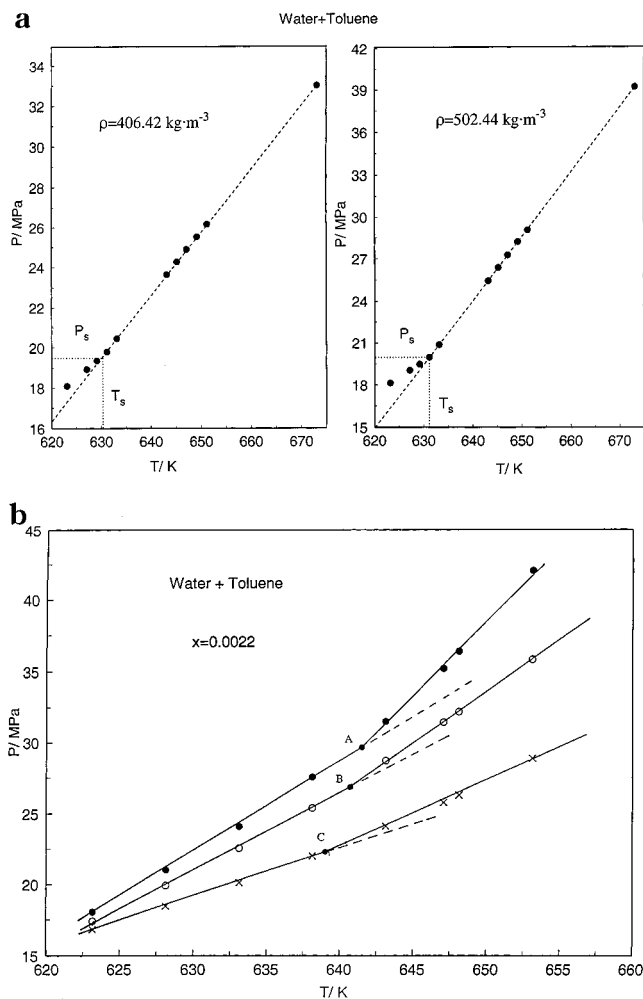 a
Water+Toluene
ρ=406.42 kg·m⁻³
P/ MPa
34
32
30
28
26
24
22
20
18
16
Pₛ
Tₛ
620 630 640 650 660 670
T/ K
ρ=502.44 kg·m⁻³
P/ MPa
42
39
36
33
30
27
24
21
18
15
Pₛ
Tₛ
620 630 640 650 660 670
T/ K
b
Water + Toluene
x=0.0022
P/ MPa
45
40
35
30
25
20
15
A
B
C
620 625 630 635 640 645 650 655 660
T/ K